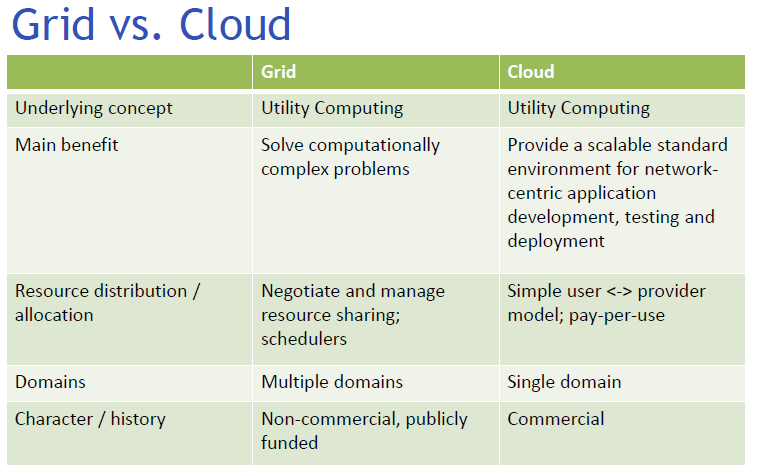 Grid vs. Cloud
Grid
Cloud
Underlying concept
Utility Computing
Utility Computing
Main benefit
Solve computationally
complex problems
Provide a scalable standard
environment for network-
centric application
development, testing and
deployment
Resource distribution /
allocation
Negotiate and manage
resource sharing;
schedulers
Simple user <-> provider
model; pay-per-use
Domains
Multiple domains
Single domain
Character / history
Non-commercial, publicly
funded
Commercial